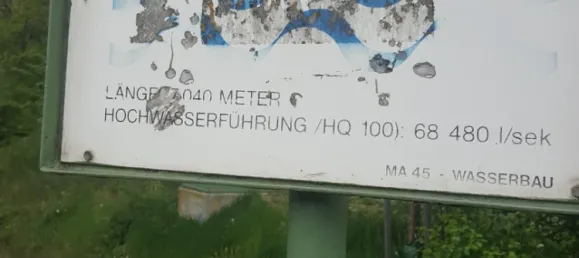 LÄNGE 040 METER
HOCHWASSERFÜHRUNG /HQ 100): 68 480 l/sek
MA 45 - WASSERBAU